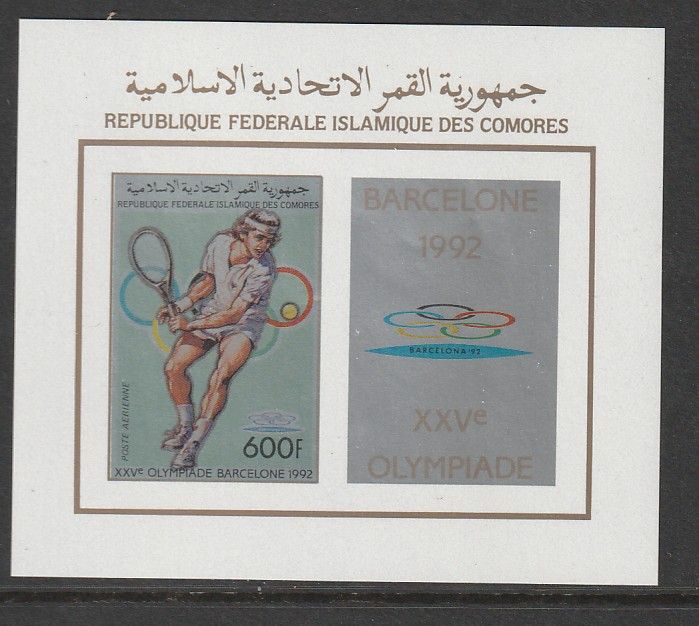 جمهورية القمر الاتحادية الاسلامية
REPUBLIQUE FEDERALE ISLAMIQUE DES COMORES
جمهورية القمر الاتحادية الاسلامية
REPUBLIQUE FEDERALE ISLAMIQUE DES COMORES
POSTE AERIENNE
600F
XXVe OLYMPIADE BARCELONE 1992
BARCELONE
1992
BARCELONA'92
XXVe
OLYMPIADE